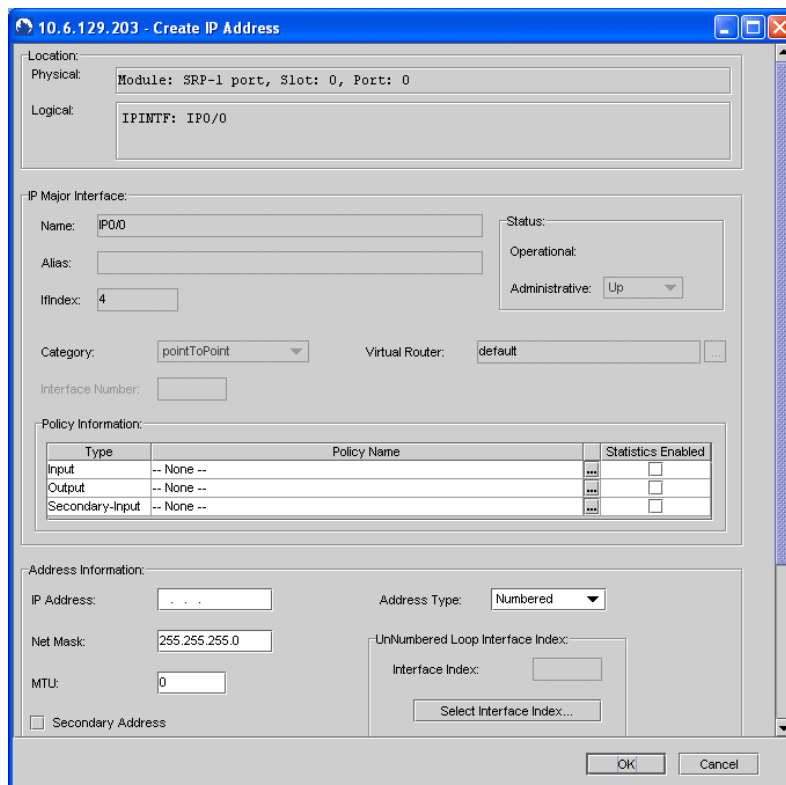 10.6.129.203 - Create IP Address
Location:
Physical: Module: SRP-1 port, Slot: 0, Port: 0
Logical: IPINTF: IP0/0
IP Major Interface:
Name: IP0/0
Status:
Alias:
Operational:
IfIndex: 4
Administrative: Up
Category: pointToPoint Virtual Router: default ...
Interface Number:
Policy Information:
Type Policy Name Statistics Enabled
Input -- None -- ...
Output -- None -- ...
Secondary-Input -- None -- ...
Address Information:
IP Address: . . . Address Type: Numbered
Net Mask: 255.255.255.0
UnNumbered Loop Interface Index:
Interface Index:
MTU: 0
Select Interface Index...
Secondary Address
OK Cancel